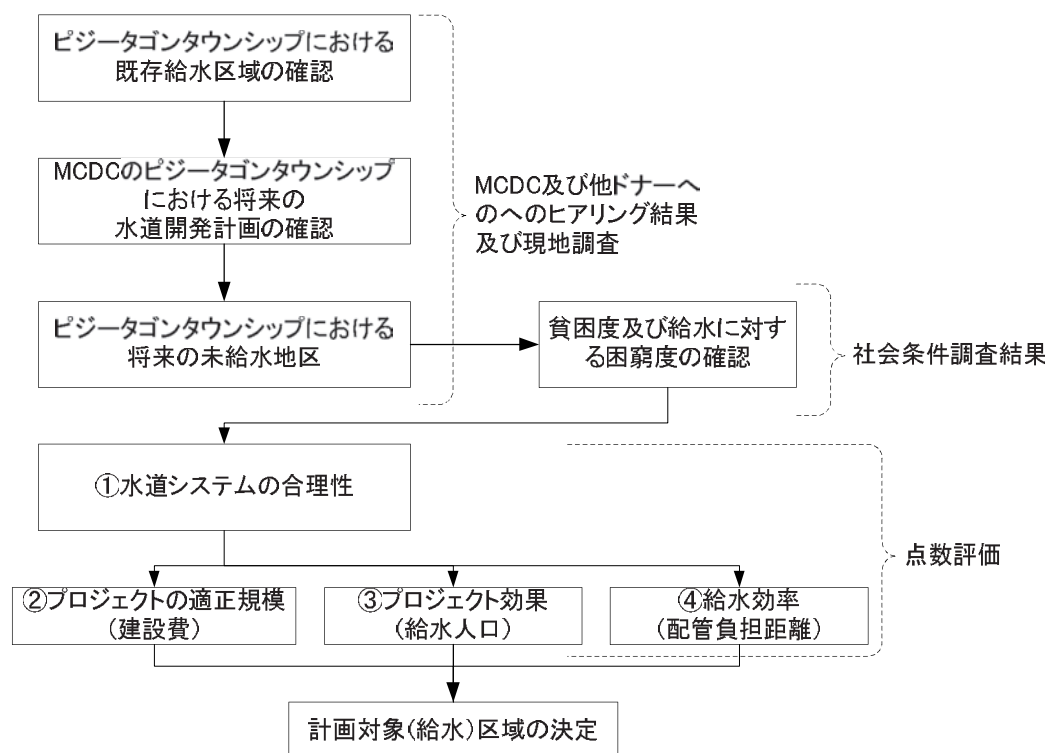 ピジータゴンタウンシップにおける
既存給水区域の確認
MCDCのピジータゴンタウンシップ
における将来の
水道開発計画の確認
MCDC及び他ドナーへ
のへのヒアリング結果
及び現地調査
ピジータゴンタウンシップにおける
将来の未給水地区
貧困度及び給水に対す
る困窮度の確認
社会条件調査結果
①水道システムの合理性
点数評価
②プロジェクトの適正規模
(建設費)
③プロジェクト効果
(給水人口)
④給水効率
(配管負担距離)
計画対象(給水)区域の決定